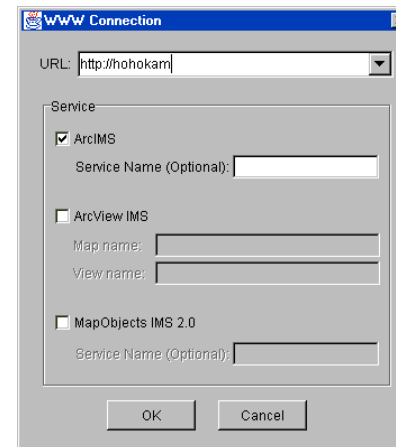 WWW Connection
URL: http://hohokam
Service
ArcIMS
Service Name (Optional):
ArcView IMS
Map name:
View name:
MapObjects IMS 2.0
Service Name (Optional):
OK Cancel